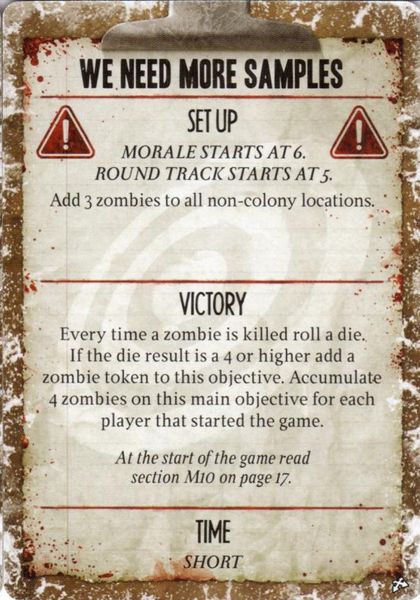 WE NEED MORE SAMPLES
SET UP
MORALE STARTS AT 6.
ROUND TRACK STARTS AT 5.
Add 3 zombies to all non-colony locations.
VICTORY
Every time a zombie is killed roll a die.
If the die result is a 4 or higher add a
zombie token to this objective. Accumulate
4 zombies on this main objective for each
player that started the game.
At the start of the game read
section M10 on page 17.
TIME
SHORT